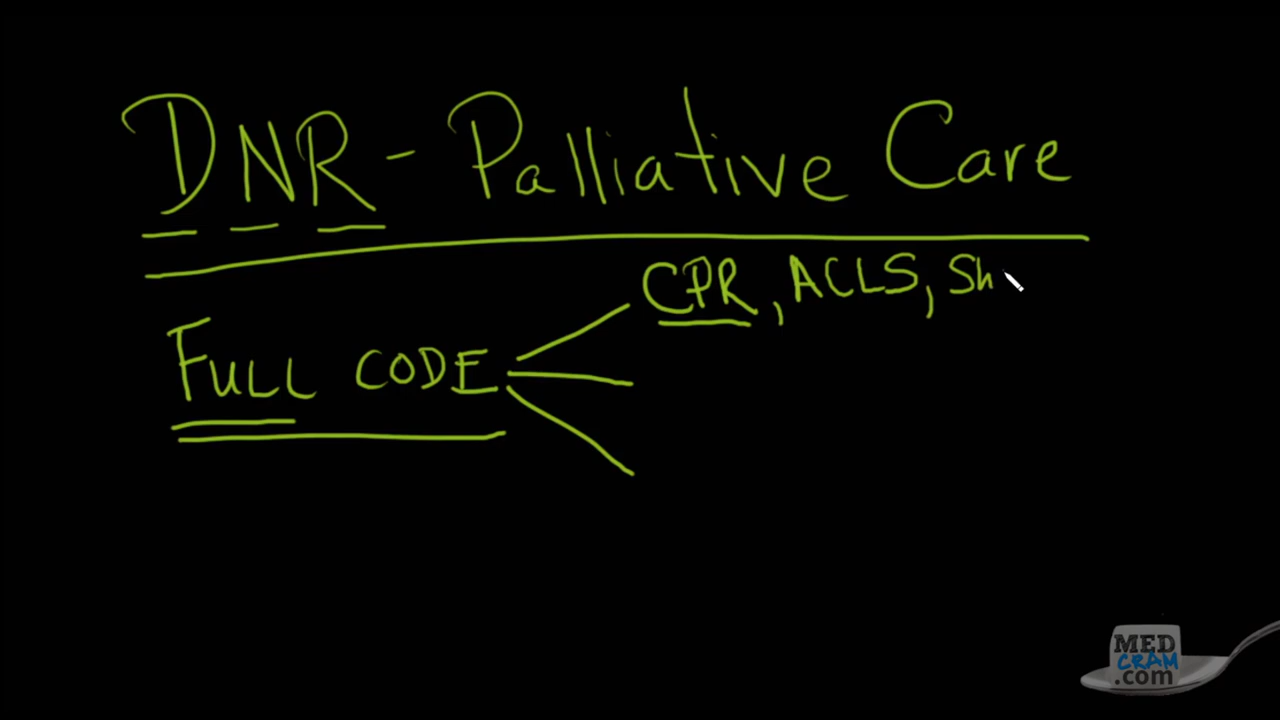 DNR - Palliative Care
CPR, ACLS, Sh
FULL CODE
MED
CRAM
.com